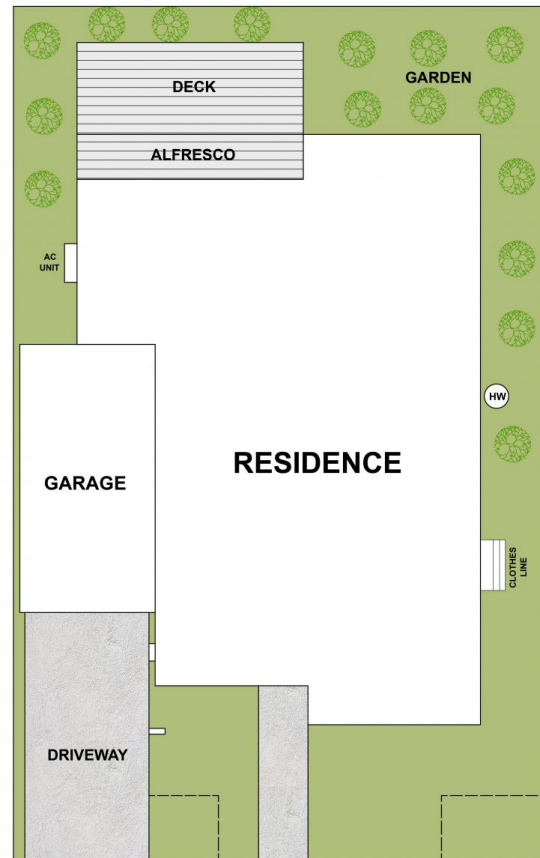 DECK
GARDEN
ALFRESCO
AC
UNIT
HW
RESIDENCE
GARAGE
CLOTHES
LINE
DRIVEWAY